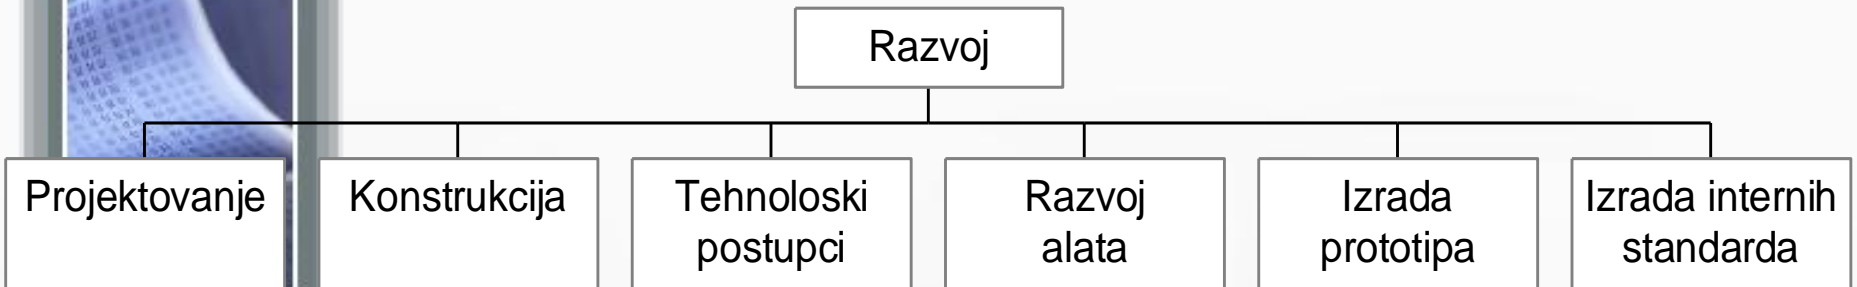 Razvoj
Projektovanje
Konstrukcija
Tehnoloski
postupci
Razvoj
alata
Izrada
prototipa
Izrada internih
standarda